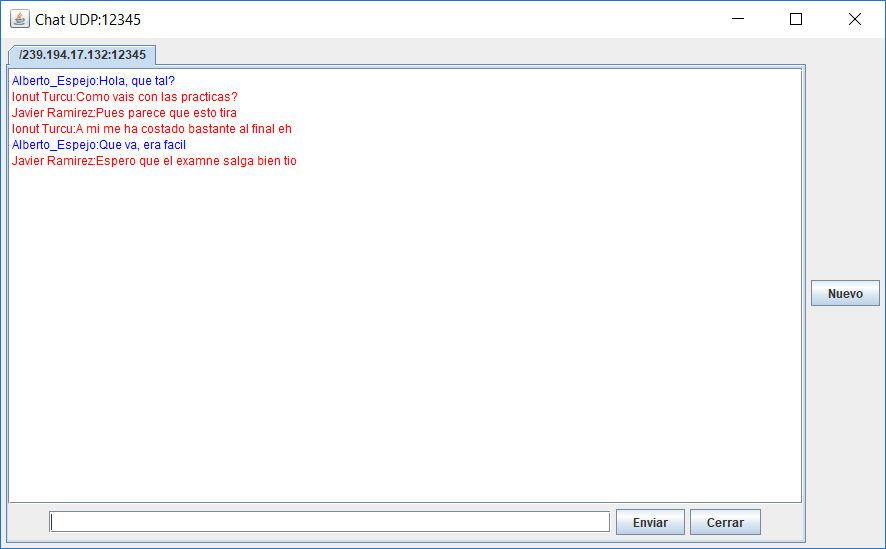 Chat UDP:12345
/239.194.17.132:12345
Alberto_Espejo:Hola, que tal?
Ionut Turcu:Como vais con las practicas?
Javier Ramirez:Pues parece que esto tira
Ionut Turcu:A mi me ha costado bastante al final eh
Alberto_Espejo:Que va, era facil
Javier Ramirez:Espero que el examne salga bien tio
Nuevo
Enviar Cerrar